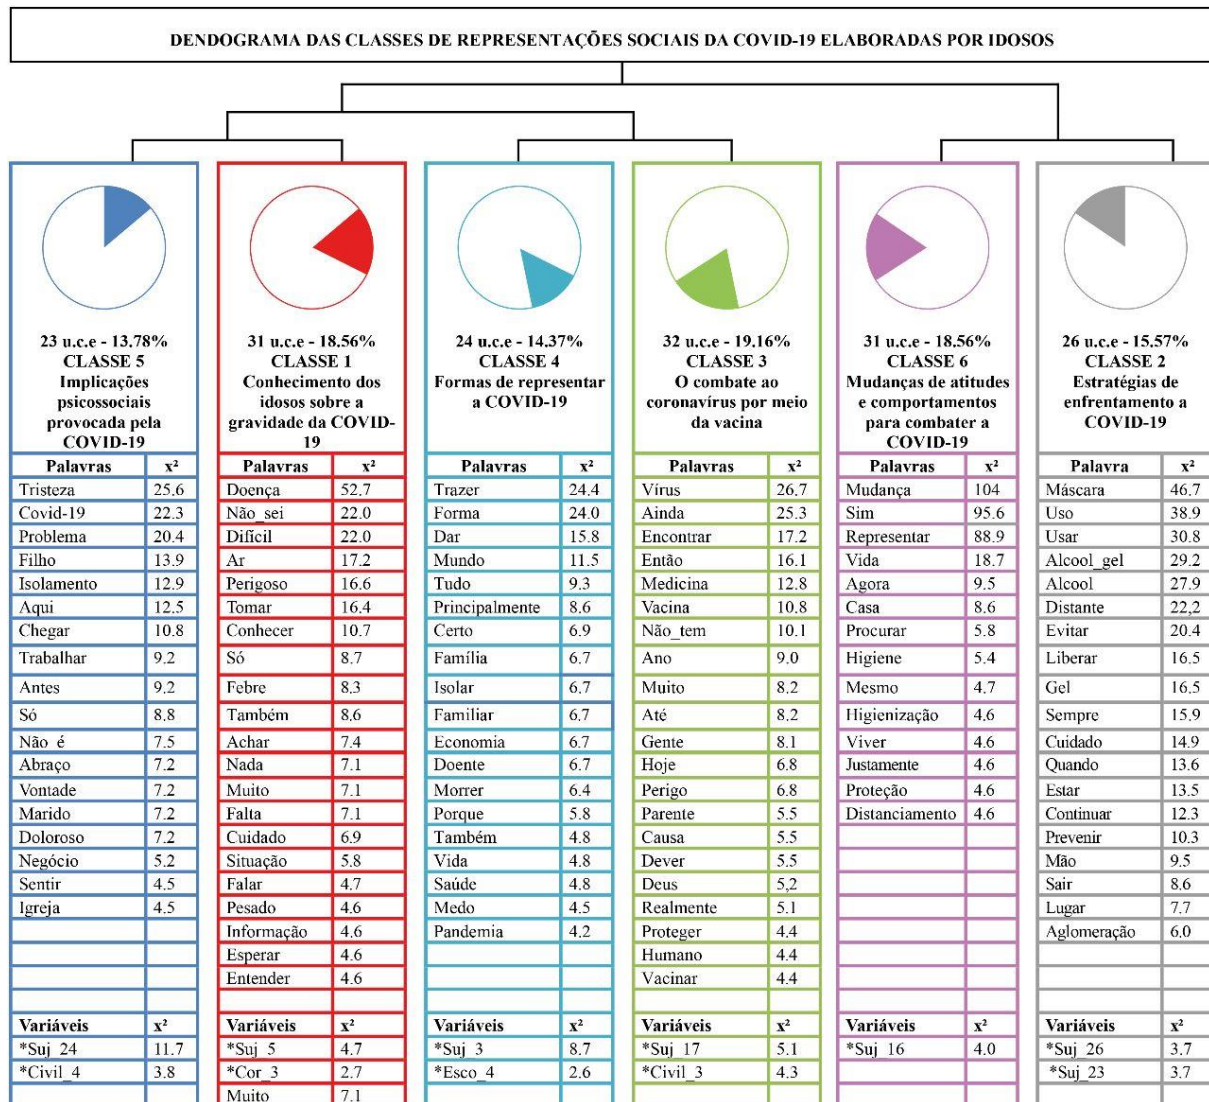 DENDOGRAMA DAS CLASSES DE REPRESENTAÇÕES SOCIAIS DA COVID-19 ELABORADAS POR IDOSOS
23 u.c.e - 13.78%
CLASSE 5
Implicações
psicossociais
provocada pela
COVID-19
Palavras x²
Tristeza 25.6
Covid-19 22.3
Problema 20.4
Filho 13.9
Isolamento 12.9
Aqui 12.5
Chegar 10.8
Trabalhar 9.2
Antes 9.2
Só 8.8
Não é 7.5
Abraço 7.2
Vontade 7.2
Marido 7.2
Doloroso 7.2
Negócio 5.2
Sentir 4.5
Igreja 4.5
Variáveis x²
*Suj_24 11.7
*Civil_4 3.8
31 u.c.e - 18.56%
CLASSE 1
Conhecimento dos
idosos sobre a
gravidade da COVID-
19
Palavras x²
Doença 52.7
Não_sei 22.0
Difícil 22.0
Ar 17.2
Perigoso 16.6
Tomar 16.4
Conhecer 10.7
Só 8.7
Febre 8.3
Também 8.6
Achar 7.4
Nada 7.1
Muito 7.1
Falta 7.1
Cuidado 6.9
Situação 5.8
Falar 4.7
Pesado 4.6
Informação 4.6
Esperar 4.6
Entender 4.6
Variáveis x²
*Suj_5 4.7
*Cor_3 2.7
Muito 7.1
24 u.c.e - 14.37%
CLASSE 4
Formas de representar
a COVID-19
Palavras x²
Trazer 24.4
Forma 24.0
Dar 15.8
Mundo 11.5
Tudo 9.3
Principalmente 8.6
Certo 6.9
Família 6.7
Isolar 6.7
Familiar 6.7
Economia 6.7
Doente 6.7
Morrer 6.4
Porque 5.8
Também 4.8
Vida 4.8
Saúde 4.8
Medo 4.5
Pandemia 4.2
Variáveis x²
*Suj_3 8.7
*Esco_4 2.6
32 u.c.e - 19.16%
CLASSE 3
O combate ao
coronavírus por meio
da vacina
Palavras x²
Vírus 26.7
Ainda 25.3
Encontrar 17.2
Então 16.1
Medicina 12.8
Vacina 10.8
Não_tem 10.1
Ano 9.0
Muito 8.2
Até 8.2
Gente 8.1
Hoje 6.8
Perigo 6.8
Parente 5.5
Causa 5.5
Dever 5.5
Deus 5,2
Realmente 5.1
Proteger 4.4
Humano 4.4
Vacinar 4.4
Variáveis x²
*Suj_17 5.1
*Civil_3 4.3
31 u.c.e - 18.56%
CLASSE 6
Mudanças de atitudes
e comportamentos
para combater a
COVID-19
Palavras x²
Mudança 104
Sim 95.6
Representar 88.9
Vida 18.7
Agora 9.5
Casa 8.6
Procurar 5.8
Higiene 5.4
Mesmo 4.7
Higienização 4.6
Viver 4.6
Justamente 4.6
Proteção 4.6
Distanciamento 4.6
Variáveis x²
*Suj_16 4.0
26 u.c.e - 15.57%
CLASSE 2
Estratégias de
enfrentamento a
COVID-19
Palavra x²
Máscara 46.7
Uso 38.9
Usar 30.8
Alcool_gel 29.2
Alcool 27.9
Distante 22,2
Evitar 20.4
Liberar 16.5
Gel 16.5
Sempre 15.9
Cuidado 14.9
Quando 13.6
Estar 13.5
Continuar 12.3
Prevenir 10.3
Mão 9.5
Sair 8.6
Lugar 7.7
Aglomeração 6.0
Variáveis x²
*Suj_26 3.7
*Suj_23 3.7